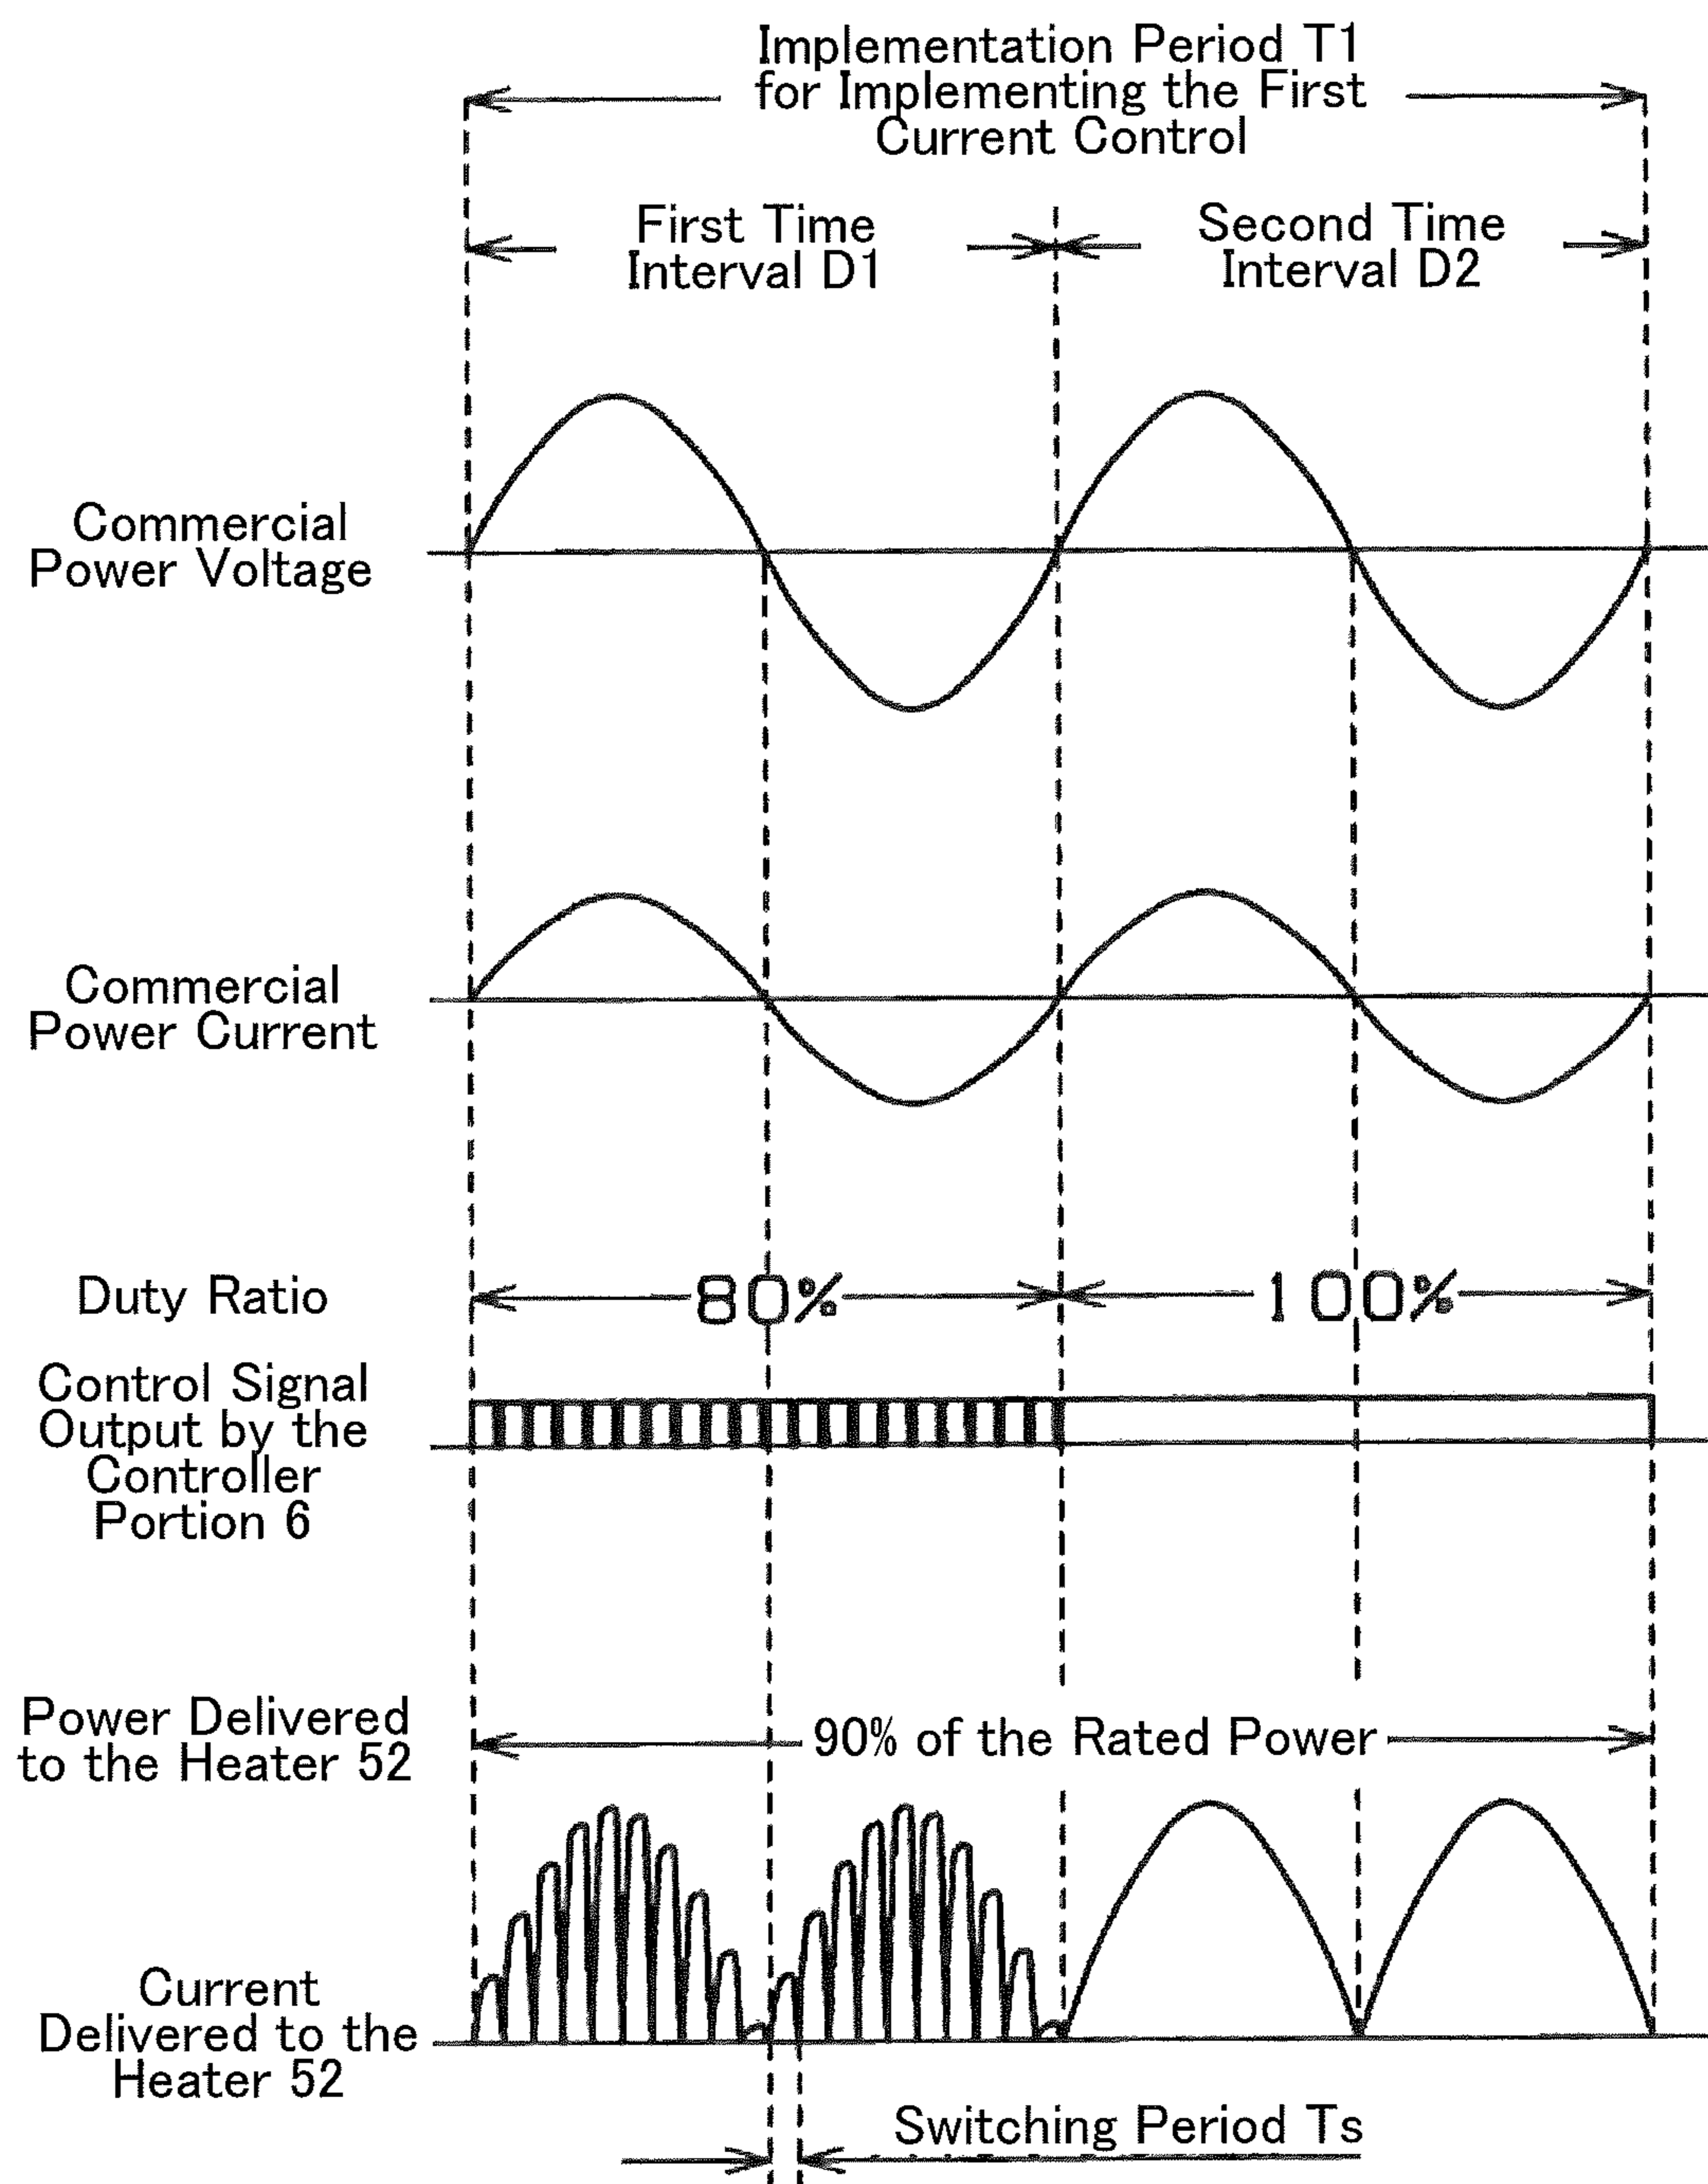 Implementation Period T1
for Implementing the First
Current Control
First Time
Interval D1
Second Time
Interval D2
Commercial
Power Voltage
Commercial
Power Current
Duty Ratio
80%
100%
Control Signal
Output by the
Controller
Portion 6
Power Delivered
to the Heater 52
90% of the Rated Power
Current
Delivered to the
Heater 52
Switching Period Ts